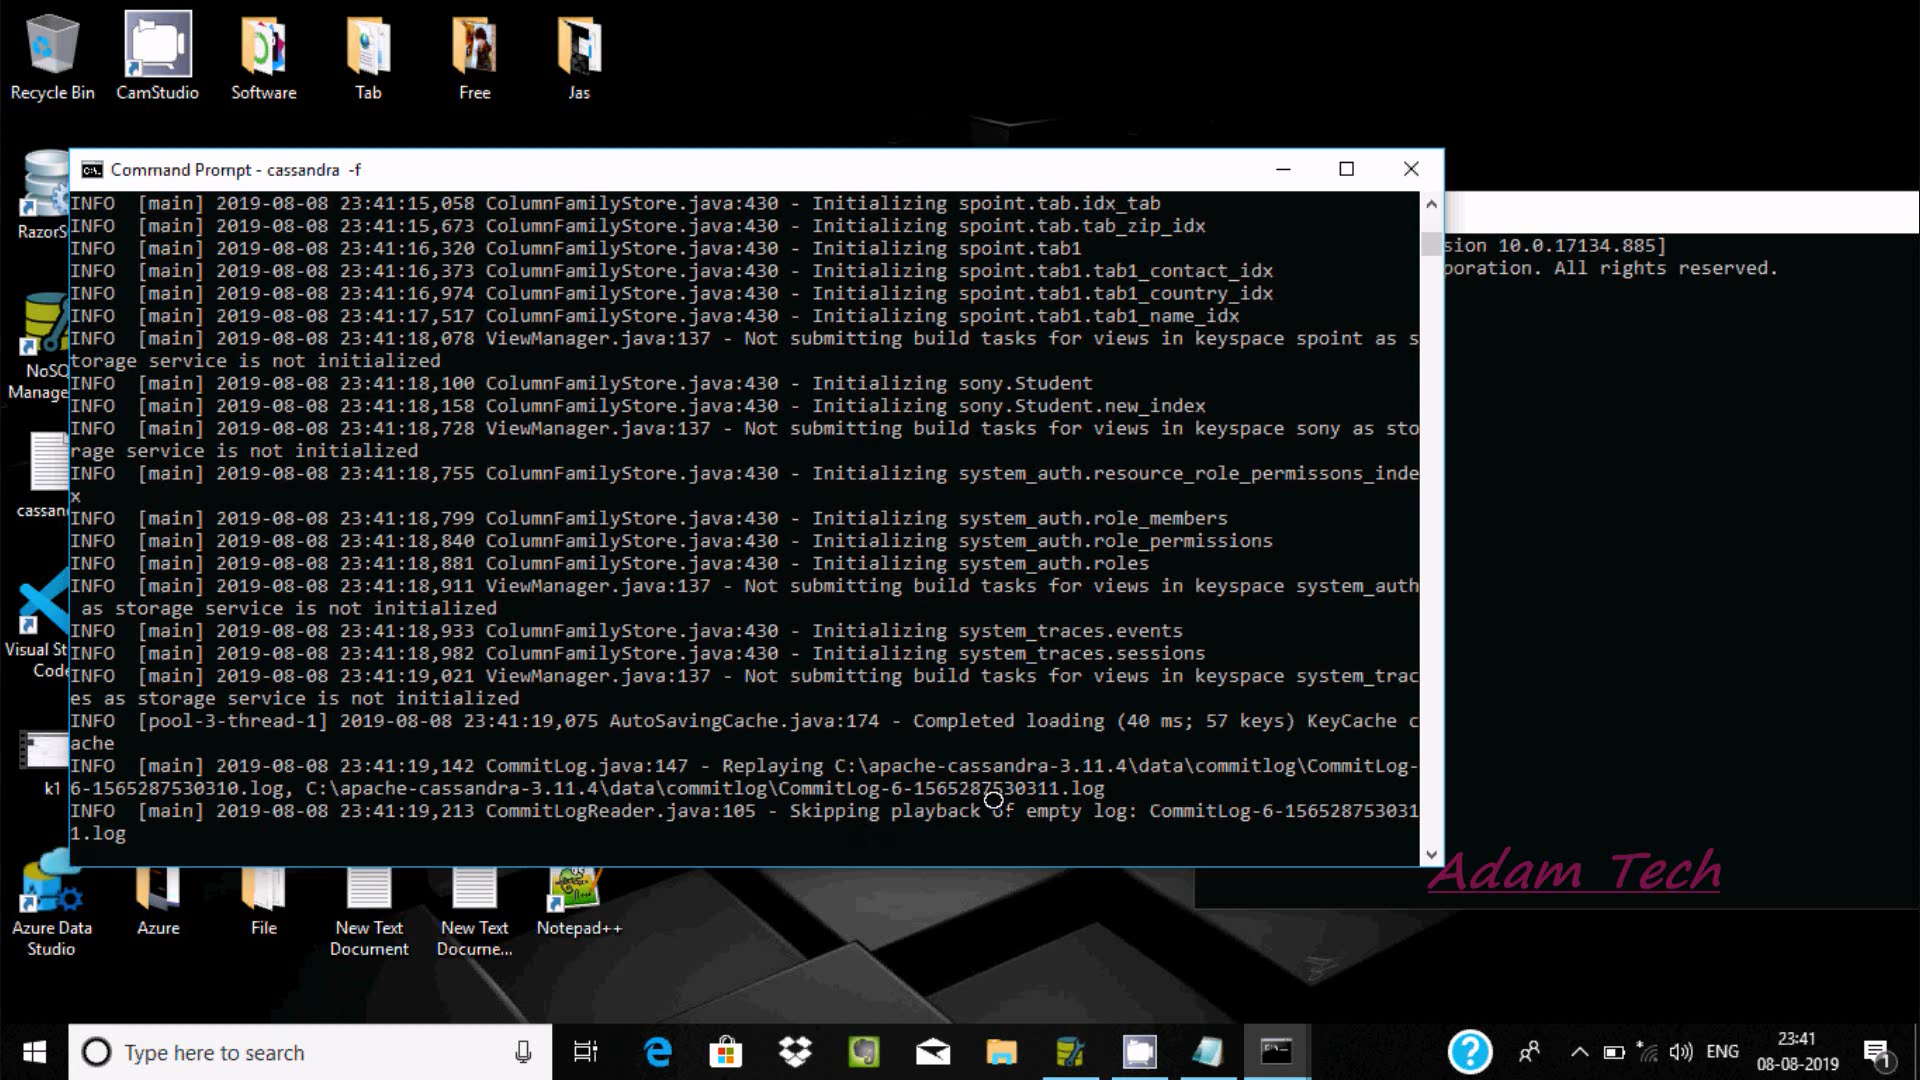 Recycle Bin
CamStudio
Software
Tab
Free
Jas
RazorS
NoSQ
Manage
cassan
Visual St
Code
k1
Command Prompt - cassandra  -f
INFO  [main] 2019-08-08 23:41:15,058 ColumnFamilyStore.java:430 - Initializing spoint.tab.idx_tab
INFO  [main] 2019-08-08 23:41:15,673 ColumnFamilyStore.java:430 - Initializing spoint.tab.tab_zip_idx
INFO  [main] 2019-08-08 23:41:16,320 ColumnFamilyStore.java:430 - Initializing spoint.tab1
INFO  [main] 2019-08-08 23:41:16,373 ColumnFamilyStore.java:430 - Initializing spoint.tab1.tab1_contact_idx
INFO  [main] 2019-08-08 23:41:16,974 ColumnFamilyStore.java:430 - Initializing spoint.tab1.tab1_country_idx
INFO  [main] 2019-08-08 23:41:17,517 ColumnFamilyStore.java:430 - Initializing spoint.tab1.tab1_name_idx
INFO  [main] 2019-08-08 23:41:18,078 ViewManager.java:137 - Not submitting build tasks for views in keyspace spoint as s
torage service is not initialized
INFO  [main] 2019-08-08 23:41:18,100 ColumnFamilyStore.java:430 - Initializing sony.Student
INFO  [main] 2019-08-08 23:41:18,158 ColumnFamilyStore.java:430 - Initializing sony.Student.new_index
INFO  [main] 2019-08-08 23:41:18,728 ViewManager.java:137 - Not submitting build tasks for views in keyspace sony as sto
rage service is not initialized
INFO  [main] 2019-08-08 23:41:18,755 ColumnFamilyStore.java:430 - Initializing system_auth.resource_role_permissons_inde
x
INFO  [main] 2019-08-08 23:41:18,799 ColumnFamilyStore.java:430 - Initializing system_auth.role_members
INFO  [main] 2019-08-08 23:41:18,840 ColumnFamilyStore.java:430 - Initializing system_auth.role_permissions
INFO  [main] 2019-08-08 23:41:18,881 ColumnFamilyStore.java:430 - Initializing system_auth.roles
INFO  [main] 2019-08-08 23:41:18,911 ViewManager.java:137 - Not submitting build tasks for views in keyspace system_auth
 as storage service is not initialized
INFO  [main] 2019-08-08 23:41:18,933 ColumnFamilyStore.java:430 - Initializing system_traces.events
INFO  [main] 2019-08-08 23:41:18,982 ColumnFamilyStore.java:430 - Initializing system_traces.sessions
INFO  [main] 2019-08-08 23:41:19,021 ViewManager.java:137 - Not submitting build tasks for views in keyspace system_trac
es as storage service is not initialized
INFO  [pool-3-thread-1] 2019-08-08 23:41:19,075 AutoSavingCache.java:174 - Completed loading (40 ms; 57 keys) KeyCache c
ache
INFO  [main] 2019-08-08 23:41:19,142 CommitLog.java:147 - Replaying C:\apache-cassandra-3.11.4\data\commitlog\CommitLog-
6-1565287530310.log, C:\apache-cassandra-3.11.4\data\commitlog\CommitLog-6-1565287530311.log
INFO  [main] 2019-08-08 23:41:19,213 CommitLogReader.java:105 - Skipping playback of empty log: CommitLog-6-156528753031
1.log
sion 10.0.17134.885]
poration. All rights reserved.
Adam Tech
Azure Data
Studio
Azure
File
New Text
Document
New Text
Docume...
Notepad++
Type here to search
ENG
23:41
08-08-2019
1